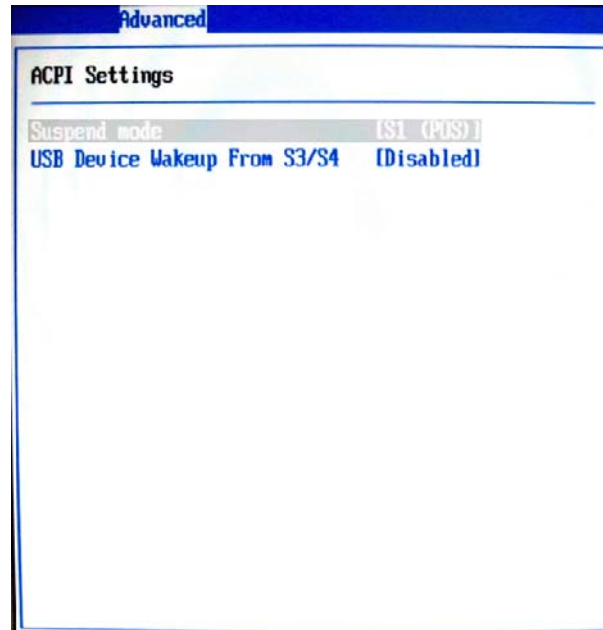 Advanced
ACPI Settings
Suspend mode [S1 (POS)]
USB Device Wakeup From S3/S4 [Disabled]